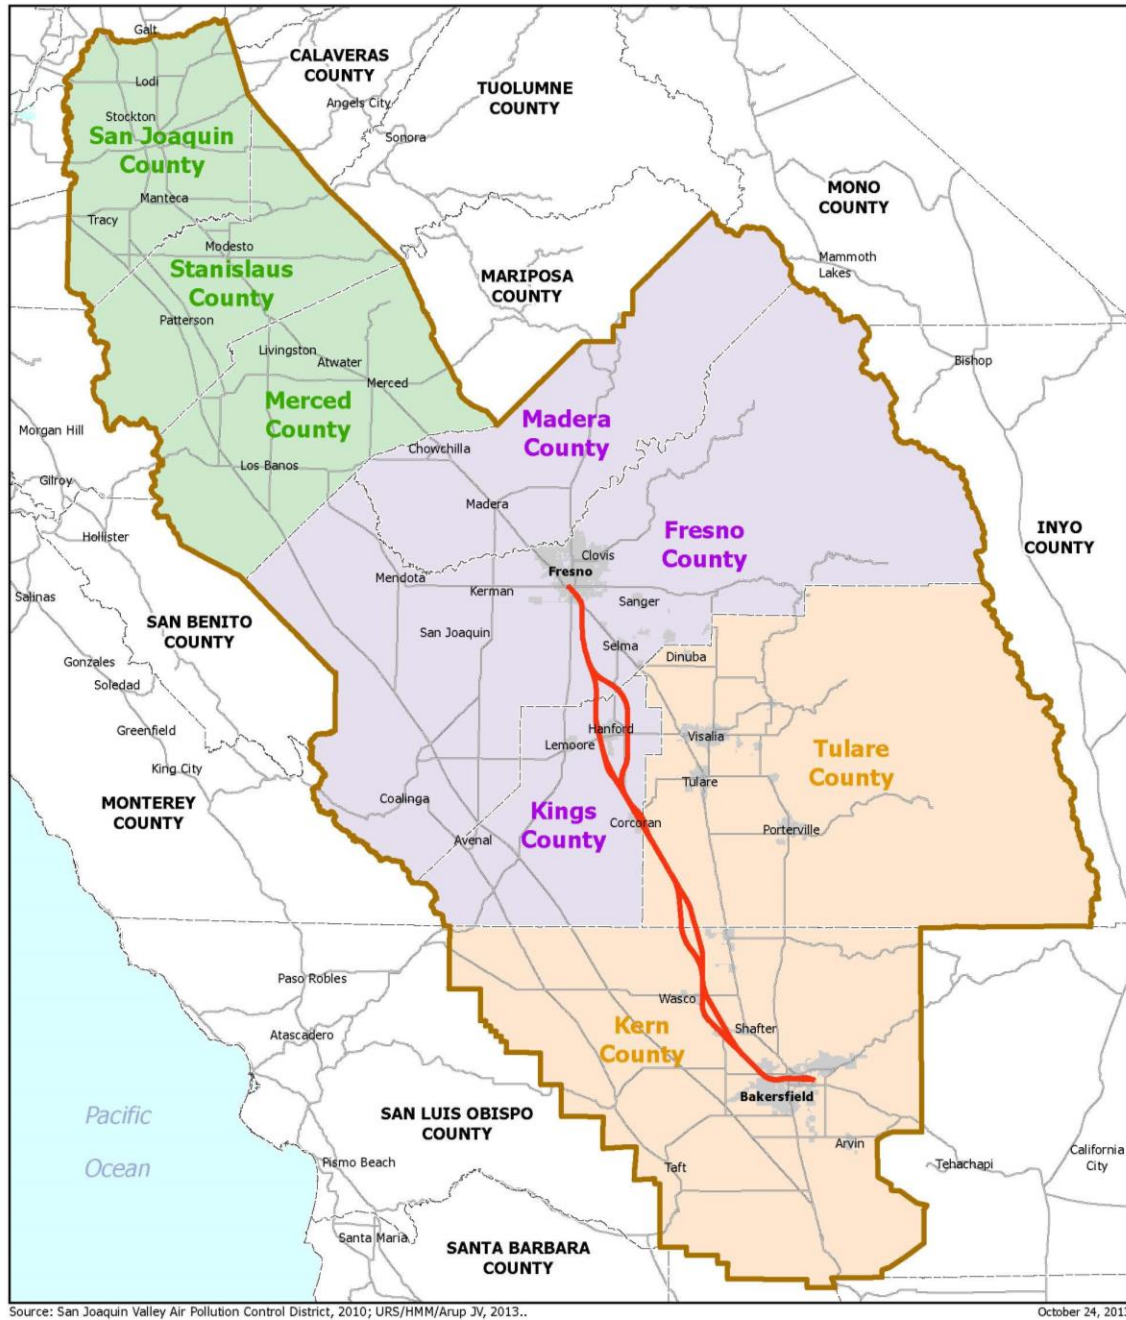 Galt
CALAVERAS
COUNTY
Lodi
TUOLUMNE
COUNTY
Angels City
Stockton
San Joaquin
County
Sonora
MONO
COUNTY
Manteca
Tracy
Modesto
Mammoth
Lakes
Stanislaus
County
MARIPOSA
COUNTY
Patterson
Livingston
Atwater
Bishop
Merced
Merced
County
Madera
County
Morgan Hill
Chowchilla
Los Banos
Gilroy
Madera
Hollister
Fresno
County
INYO
COUNTY
Clovis
Fresno
Mendota
Kerman
Salinas
Sanger
SAN BENITO
COUNTY
San Joaquin
Selma
Gonzales
Dinuba
Soledad
Greenfield
Hanford
Visalia
Lemoore
Tulare
County
King City
Tulare
MONTEREY
COUNTY
Coalinga
Kings
County
Corcoran
Porterville
Avenal
Paso Robles
Wasco
Kern
County
Shafter
Atascadero
Bakersfield
Pacific
Ocean
SAN LUIS OBISPO
COUNTY
Arvin
California
City
Pismo Beach
Taft
Tehachapi
Santa Maria
SANTA BARBARA
COUNTY
Source: San Joaquin Valley Air Pollution Control District, 2010; URS/HMM/Arup JV, 2013..
October 24, 2013